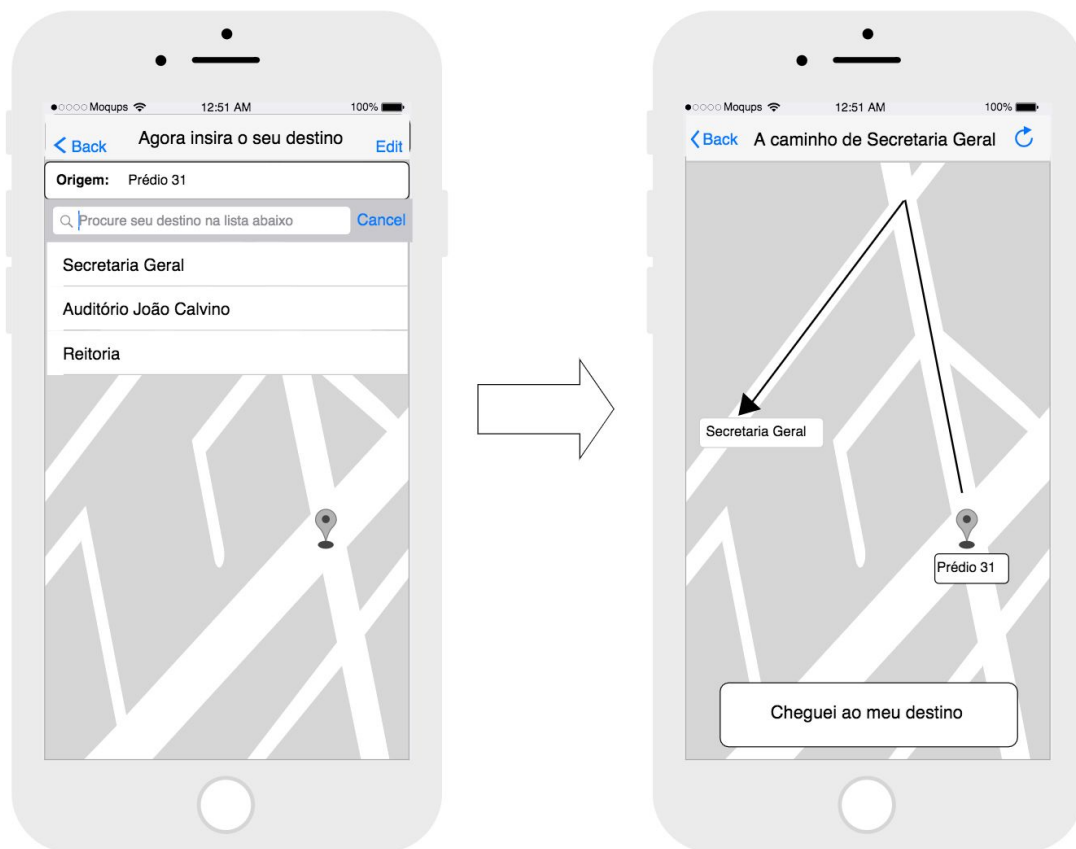 Moqups 12:51 AM 100%
Back Agora insira o seu destino Edit
Origem: Prédio 31
Procure seu destino na lista abaixo Cancel
Secretaria Geral
Auditório João Calvino
Reitoria
Moqups 12:51 AM 100%
Back A caminho de Secretaria Geral
Secretaria Geral
Prédio 31
Cheguei ao meu destino